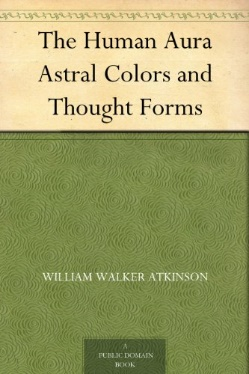 The Human Aura
Astral Colors and
Thought Forms
WILLIAM WALKER ATKINSON
A
PUBLIC DOMAIN
BOOK